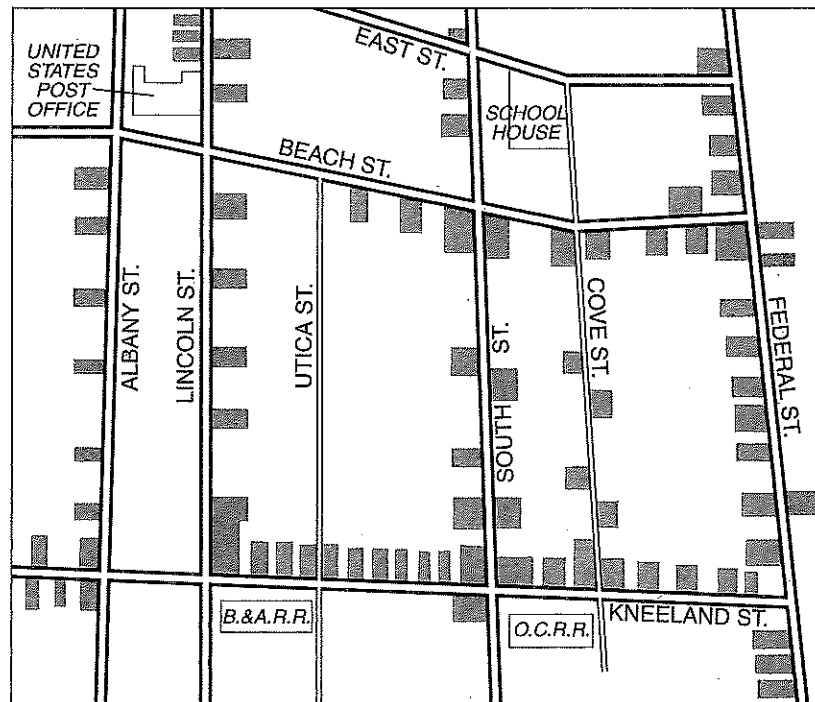 EAST ST.
UNITED
STATES
POST
OFFICE
SCHOOL
HOUSE
BEACH ST.
ALBANY ST.
LINCOLN ST.
UTICA ST.
SOUTH ST.
COVE ST.
FEDERAL ST.
B.&A.R.R.
O.C.R.R.
KNEELAND ST.